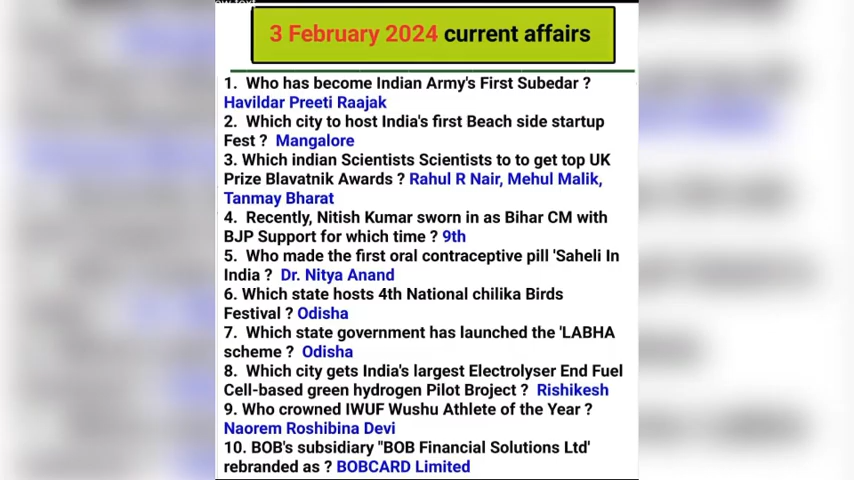 3 February 2024 current affairs
1. Who has become Indian Army's First Subedar ?
Havildar Preeti Raajak
2. Which city to host India's first Beach side startup
Fest ? Mangalore
3. Which indian Scientists Scientists to to get top UK
Prize Blavatnik Awards ? Rahul R Nair, Mehul Malik,
Tanmay Bharat
4. Recently, Nitish Kumar sworn in as Bihar CM with
BJP Support for which time ? 9th
5. Who made the first oral contraceptive pill 'Saheli In
India ? Dr. Nitya Anand
6. Which state hosts 4th National chilika Birds
Festival ? Odisha
7. Which state government has launched the 'LABHA
scheme ? Odisha
8. Which city gets India's largest Electrolyser End Fuel
Cell-based green hydrogen Pilot Broject ? Rishikesh
9. Who crowned IWUF Wushu Athlete of the Year ?
Naorem Roshibina Devi
10. BOB's subsidiary "BOB Financial Solutions Ltd'
rebranded as ? BOBCARD Limited